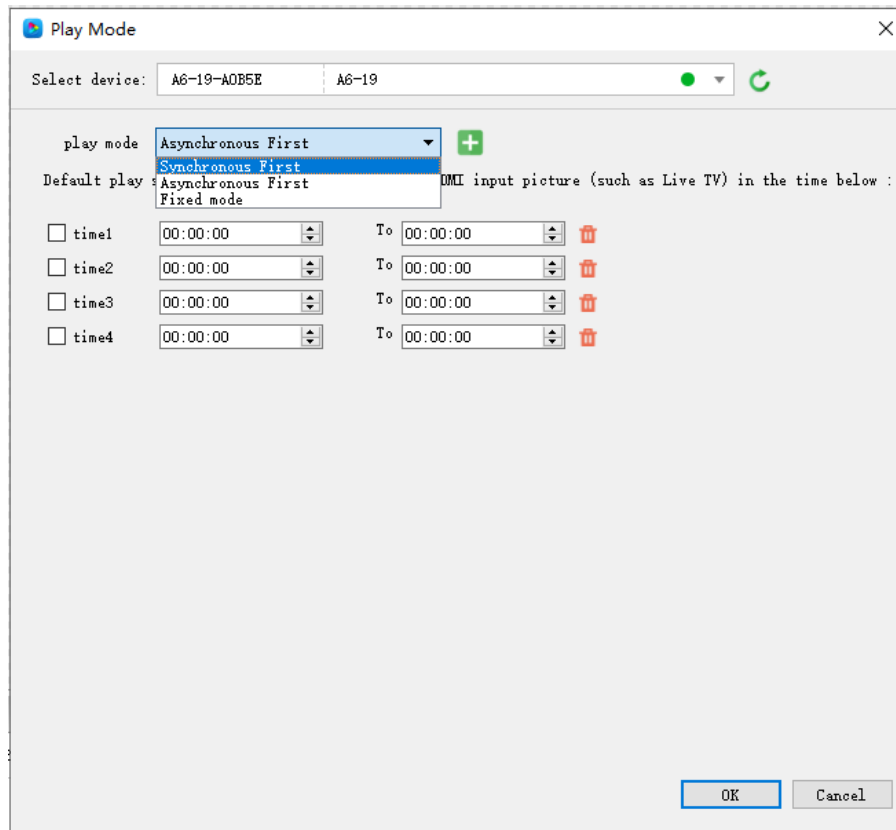 Play Mode
Select device: A6-19-A0B5E A6-19
play mode Asynchronous First
Synchronous First
Asynchronous First
Fixed mode
Default play DMI input picture (such as Live TV) in the time below :
time1 00:00:00 To 00:00:00
time2 00:00:00 To 00:00:00
time3 00:00:00 To 00:00:00
time4 00:00:00 To 00:00:00
OK Cancel